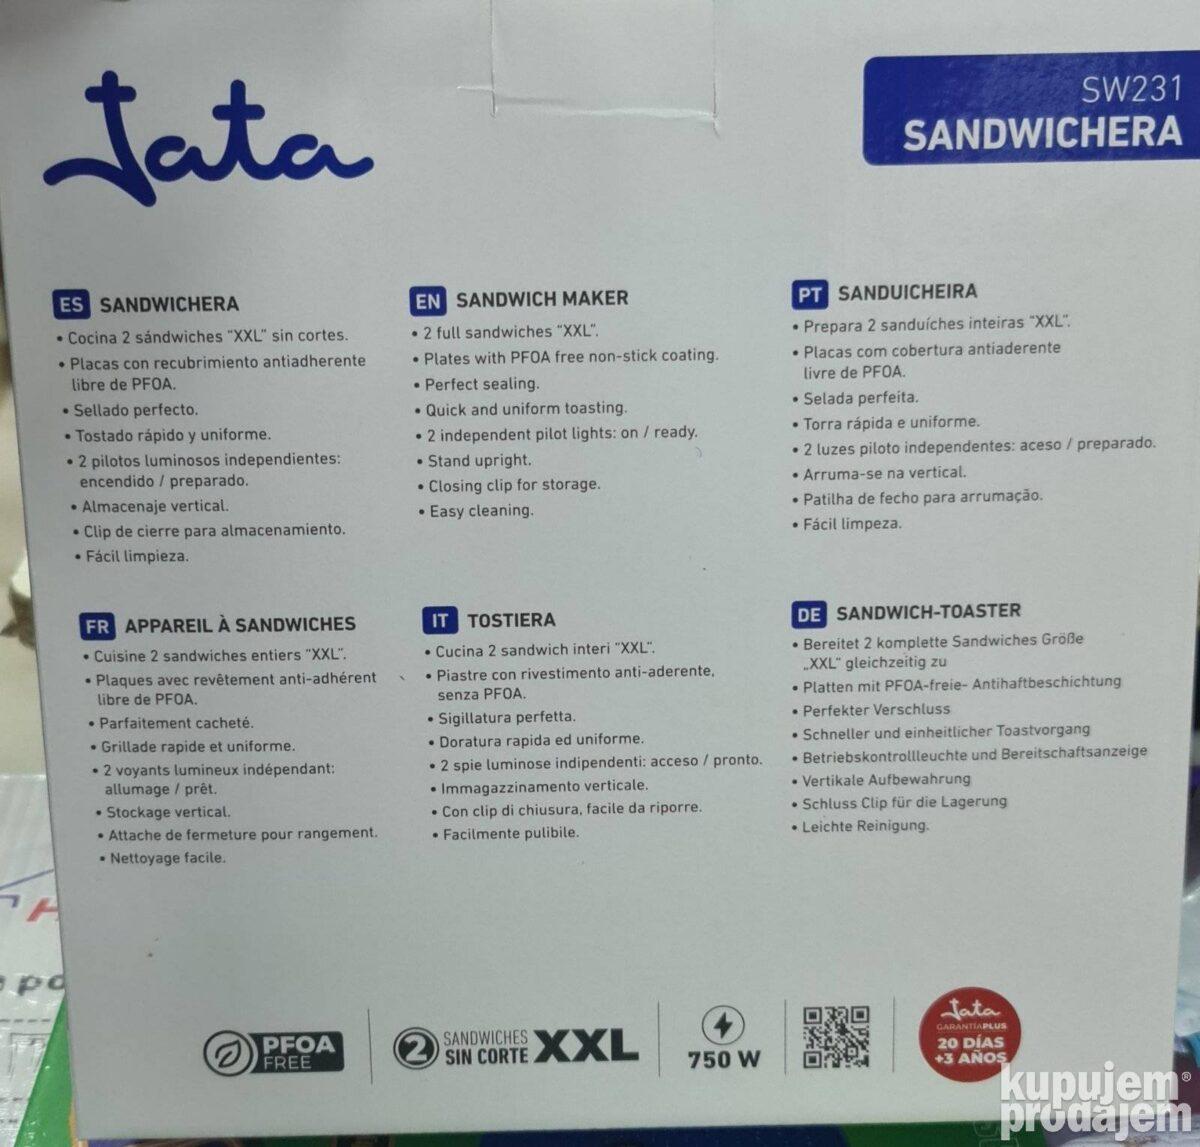 Jata
SW231
SANDWICHERA
ES SANDWICHERA
• Cocina 2 sándwiches "XXL" sin cortes.
• Placas con recubrimiento antiadherente
libre de PFOA.
• Sellado perfecto.
• Tostado rápido y uniforme.
• 2 pilotos luminosos independientes:
encendido / preparado.
• Almacenaje vertical.
• Clip de cierre para almacenamiento.
• Fácil limpieza.
EN SANDWICH MAKER
• 2 full sandwiches "XXL".
• Plates with PFOA free non-stick coating.
• Perfect sealing.
• Quick and uniform toasting.
• 2 independent pilot lights: on / ready.
• Stand upright.
• Closing clip for storage.
• Easy cleaning.
PT SANDUICHEIRA
• Prepara 2 sanduíches inteiras "XXL".
• Placas com cobertura antiaderente
livre de PFOA.
• Selada perfeita.
• Torra rápida e uniforme.
• 2 luzes piloto independentes: aceso / preparado.
• Arruma-se na vertical.
• Patilha de fecho para arrumação.
• Fácil limpeza.
FR APPAREIL À SANDWICHES
• Cuisine 2 sandwiches entiers "XXL".
• Plaques avec revêtement anti-adhérent
libre de PFOA.
• Parfaitement cacheté.
• Grillade rapide et uniforme.
• 2 voyants lumineux indépendant:
allumage / prêt.
• Stockage vertical.
• Attache de fermeture pour rangement.
• Nettoyage facile.
IT TOSTIERA
• Cucina 2 sandwich interi "XXL".
• Piastre con rivestimento anti-aderente,
senza PFOA.
• Sigillatura perfetta.
• Doratura rapida ed uniforme.
• 2 spie luminose indipendenti: acceso / pronto.
• Immagazzinamento verticale.
• Con clip di chiusura, facile da riporre.
• Facilmente pulibile.
DE SANDWICH-TOASTER
• Bereitet 2 komplette Sandwiches Größe
„XXL" gleichzeitig zu
• Platten mit PFOA-freie- Antihaftbeschichtung
• Perfekter Verschluss
• Schneller und einheitlicher Toastvorgang
• Betriebskontrollleuchte und Bereitschaftsanzeige
• Vertikale Aufbewahrung
• Schluss Clip für die Lagerung
• Leichte Reinigung.
PFOA
FREE
2 SANDWICHES
SIN CORTE XXL
750 W
Jata
GARANTÍAPLUS
20 DÍAS
+3 AÑOS
kupujem®
prodajem